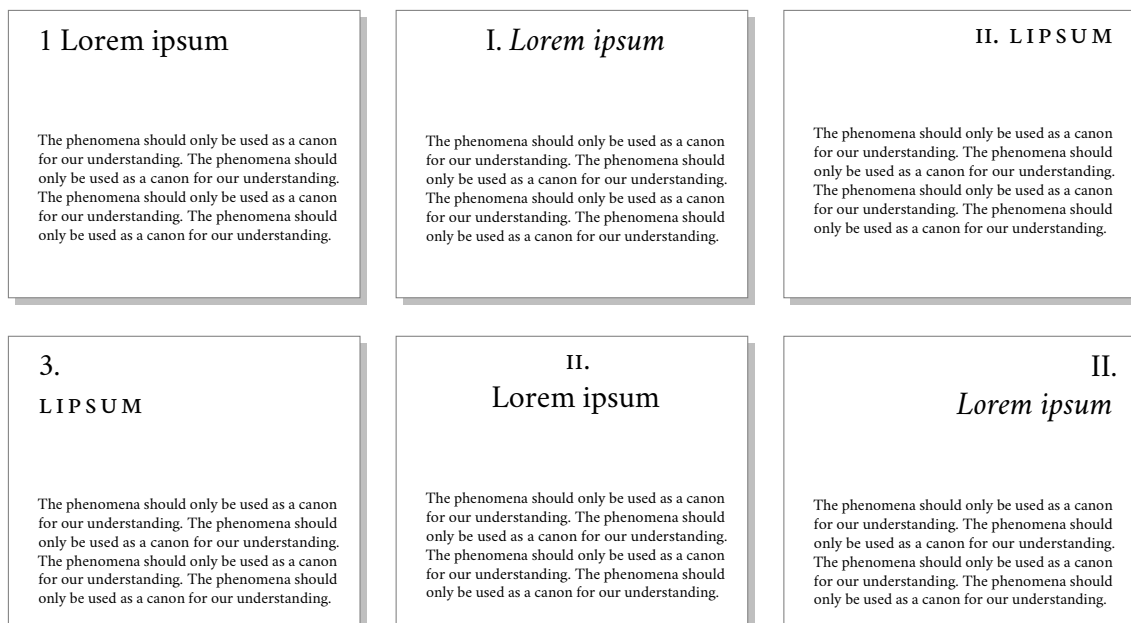 1 Lorem ipsum
The phenomena should only be used as a canon
for our understanding. The phenomena should
only be used as a canon for our understanding.
The phenomena should only be used as a canon
for our understanding. The phenomena should
only be used as a canon for our understanding.
I. Lorem ipsum
The phenomena should only be used as a canon
for our understanding. The phenomena should
only be used as a canon for our understanding.
The phenomena should only be used as a canon
for our understanding. The phenomena should
only be used as a canon for our understanding.
II. LIPSUM
The phenomena should only be used as a canon
for our understanding. The phenomena should
only be used as a canon for our understanding.
The phenomena should only be used as a canon
for our understanding. The phenomena should
only be used as a canon for our understanding.
3.
LIPSUM
The phenomena should only be used as a canon
for our understanding. The phenomena should
only be used as a canon for our understanding.
The phenomena should only be used as a canon
for our understanding. The phenomena should
only be used as a canon for our understanding.
II.
Lorem ipsum
The phenomena should only be used as a canon
for our understanding. The phenomena should
only be used as a canon for our understanding.
The phenomena should only be used as a canon
for our understanding. The phenomena should
only be used as a canon for our understanding.
II.
Lorem ipsum
The phenomena should only be used as a canon
for our understanding. The phenomena should
only be used as a canon for our understanding.
The phenomena should only be used as a canon
for our understanding. The phenomena should
only be used as a canon for our understanding.